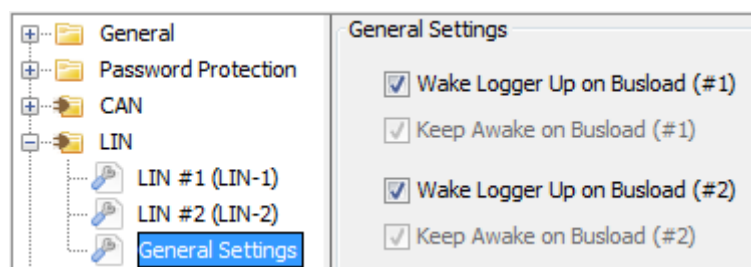 General
Password Protection
CAN
LIN
LIN #1 (LIN-1)
LIN #2 (LIN-2)
General Settings
General Settings
Wake Logger Up on Busload (#1)
Keep Awake on Busload (#1)
Wake Logger Up on Busload (#2)
Keep Awake on Busload (#2)